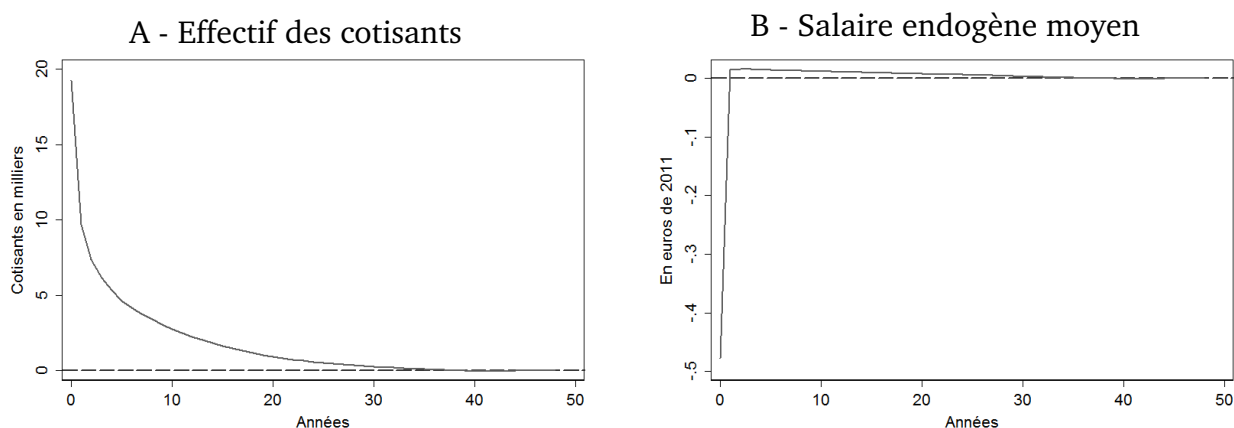 A - Effectif des cotisants
Cotisants en milliers
20
15
10
5
0
0 10 20 30 40 50
Années
B - Salaire endogène moyen
En euros de 2011
0
-.1
-.2
-.3
-.4
-.5
0 10 20 30 40 50
Années